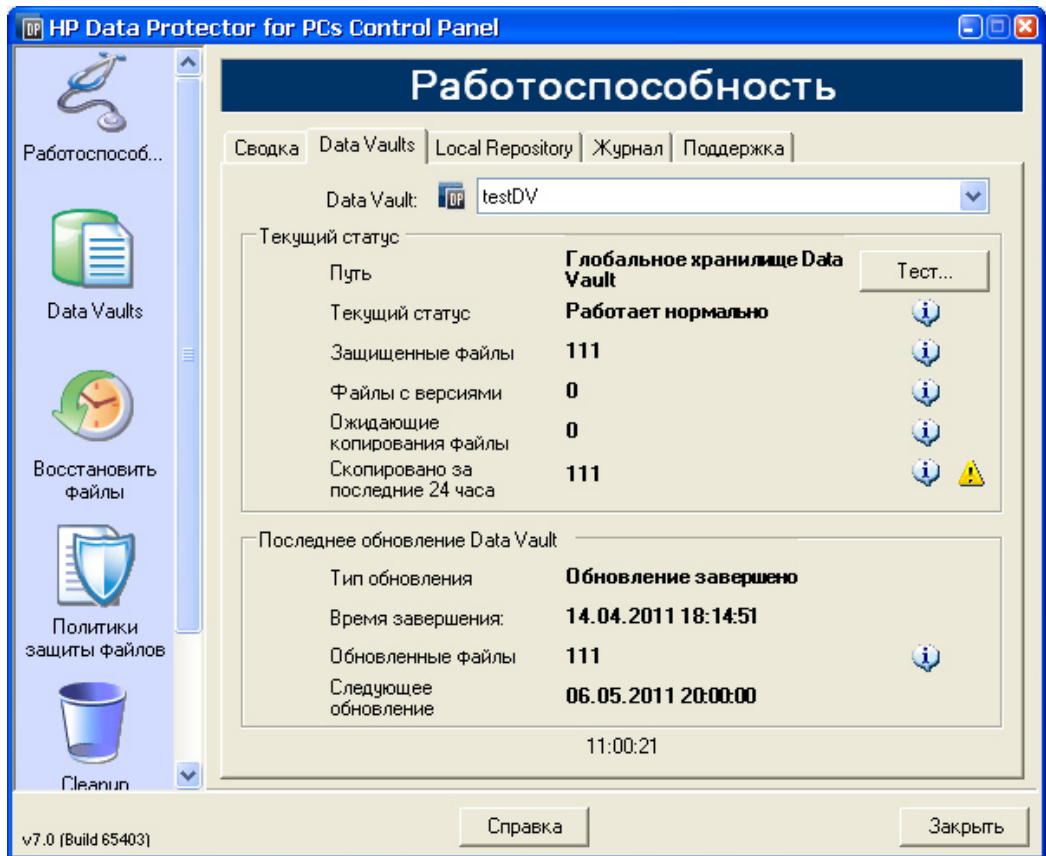 HP Data Protector for PCs Control Panel
Работоспособ...
Data Vaults
Восстановить
файлы
Политики
защиты файлов
Cleanup
Работоспособность
Сводка Data Vaults Local Repository Журнал Поддержка
Data Vault: DP testDV
Текущий статус
Путь Глобальное хранилище Data
Vault Тест...
Текущий статус Работает нормально
Защищенные файлы 111
Файлы с версиями 0
Ожидающие
копирования файлы 0
Скопировано за
последние 24 часа 111
Последнее обновление Data Vault
Тип обновления Обновление завершено
Время завершения: 14.04.2011 18:14:51
Обновленные файлы 111
Следующее
обновление 06.05.2011 20:00:00
11:00:21
v7.0 (Build 65403) Справка Закрыть